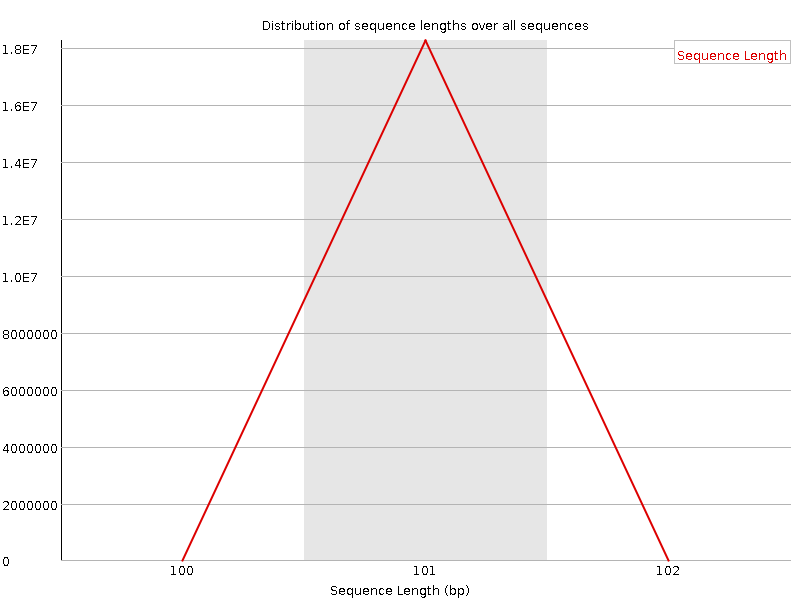 Distribution of sequence lengths over all sequences
Sequence Length
1.8E7
1.6E7
1.4E7
1.2E7
1.0E7
8000000
6000000
4000000
2000000
0
100 101 102
Sequence Length (bp)